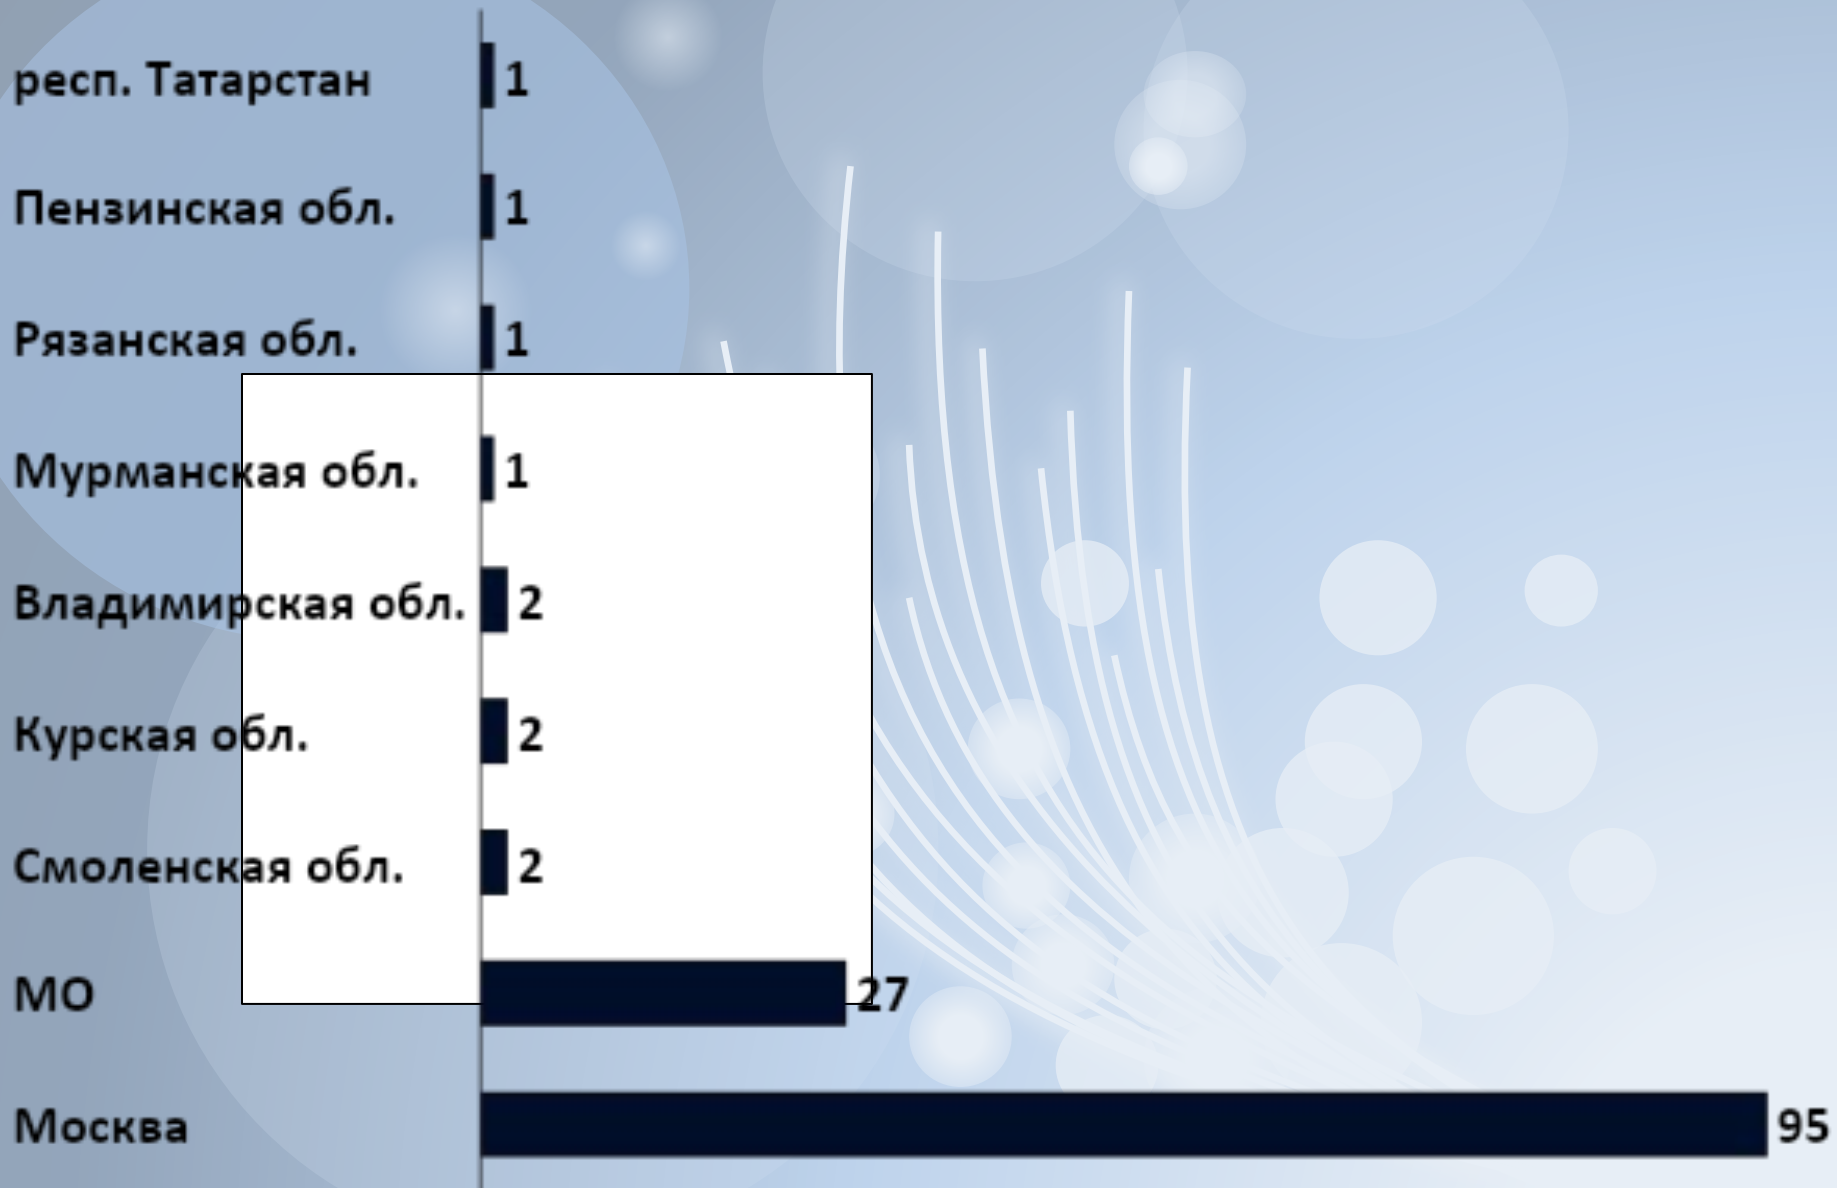 респ. Татарстан 1
Пензинская обл. 1
Рязанская обл. 1
Мурманская обл. 1
Владимирская обл. 2
Курская обл. 2
Смоленская обл. 2
МО 27
Москва 95